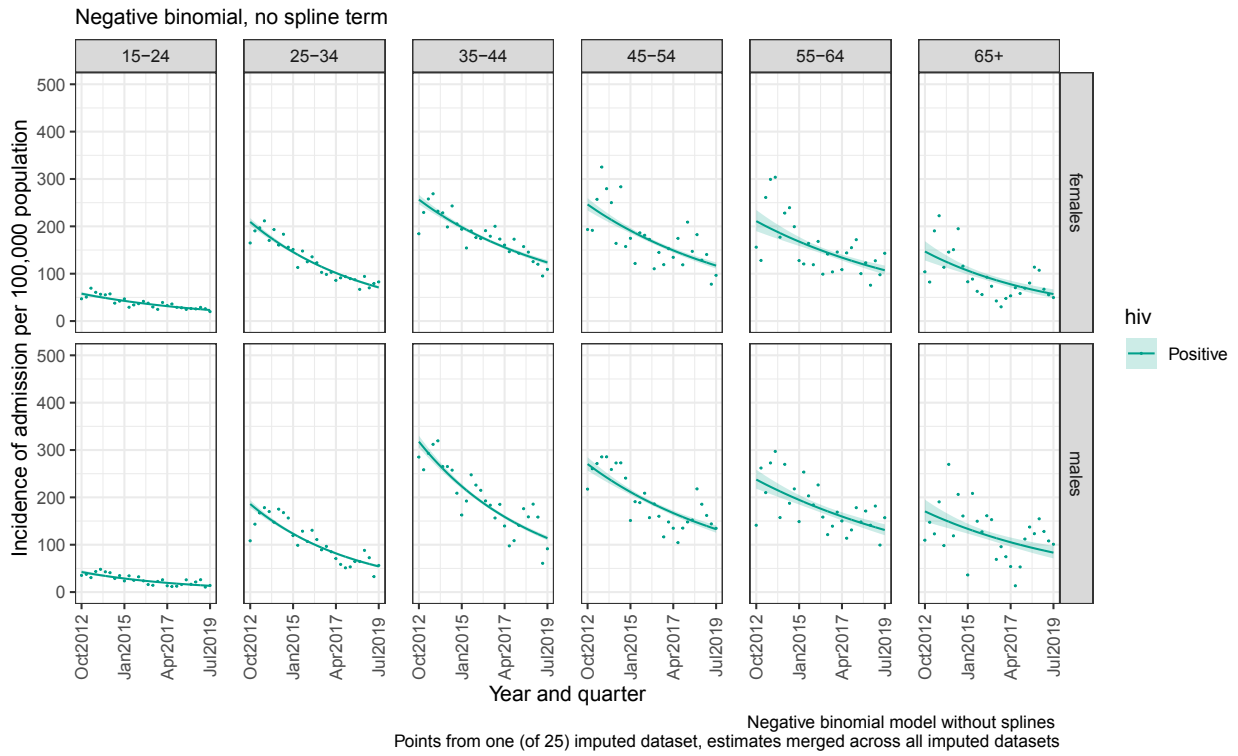 Negative binomial, no spline term
15−24 25−34 35−44 45−54 55−64 65+
Incidence of admission per 100,000 population
500
400
300
200
100
0
females
500
400
300
200
100
0
males
hiv
Positive
Oct2012 Jan2015 Apr2017 Jul2019 Oct2012 Jan2015 Apr2017 Jul2019 Oct2012 Jan2015 Apr2017 Jul2019 Oct2012 Jan2015 Apr2017 Jul2019 Oct2012 Jan2015 Apr2017 Jul2019 Oct2012 Jan2015 Apr2017 Jul2019
Year and quarter
Negative binomial model without splines
Points from one (of 25) imputed dataset, estimates merged across all imputed datasets